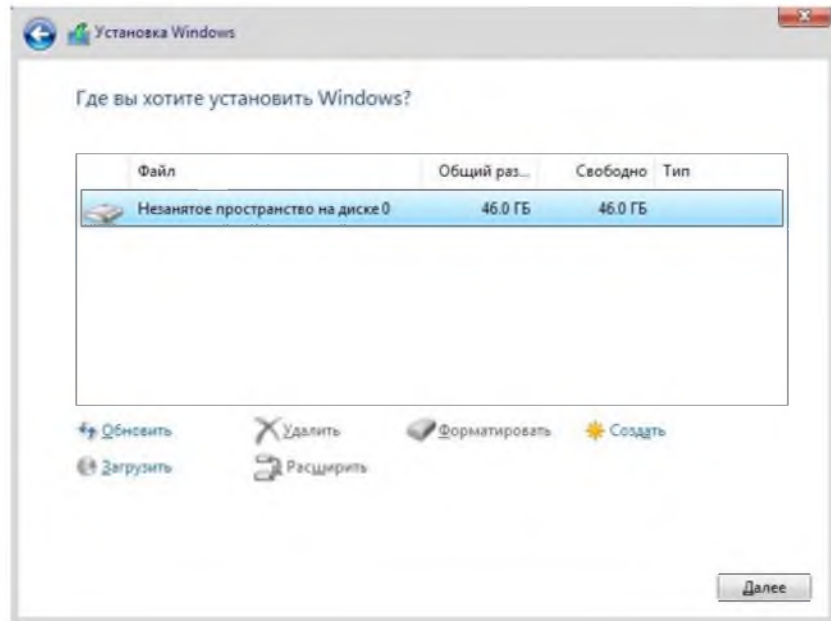 Установка Windows
Где вы хотите установить Windows?
Файл Общий раз... Свободно Тип
Незанятое пространство на диске 0 46.0 ГБ 46.0 ГБ
Обновить Удалить Форматировать Создать
Загрузить Расширить
Далее